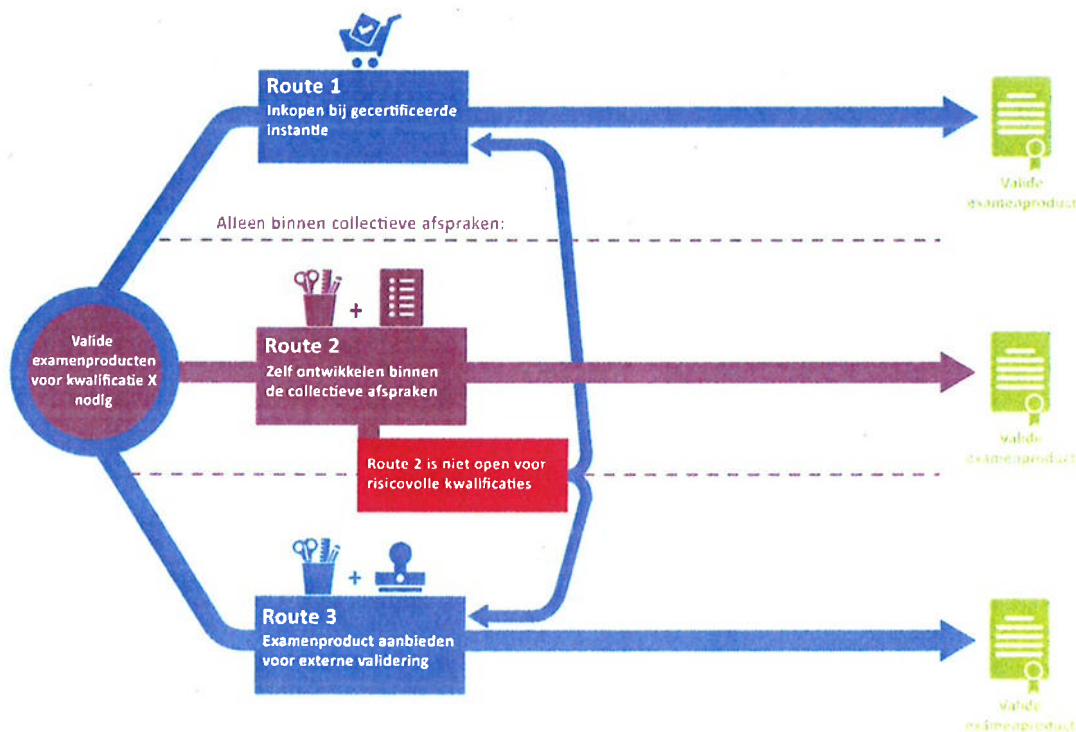 Route 1
Inkopen bij gecertificeerde
instantie
Valide
examenproduct
Alleen binnen collectieve afspraken:
Valide
examenproducten
voor kwalificatie X
nodig
Route 2
Zelf ontwikkelen binnen
de collectieve afspraken
Valide
examenproduct
Route 2 is niet open voor
risicovolle kwalificaties
Route 3
Examenproduct aanbieden
voor externe validering
Valide
examenproduct